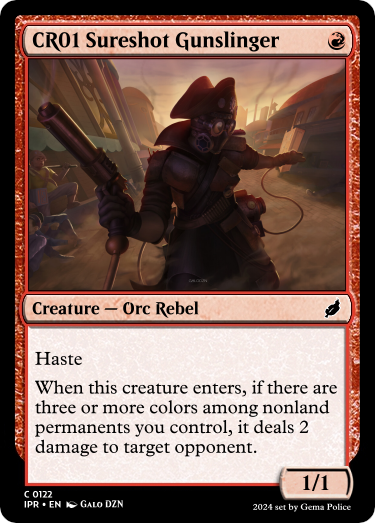 CR01 Sureshot Gunslinger
Creature — Orc Rebel
Haste
When this creature enters, if there are
three or more colors among nonland
permanents you control, it deals 2
damage to target opponent.
1/1
C 0122
IPR • EN Galo DZN
2024 set by Gema Police